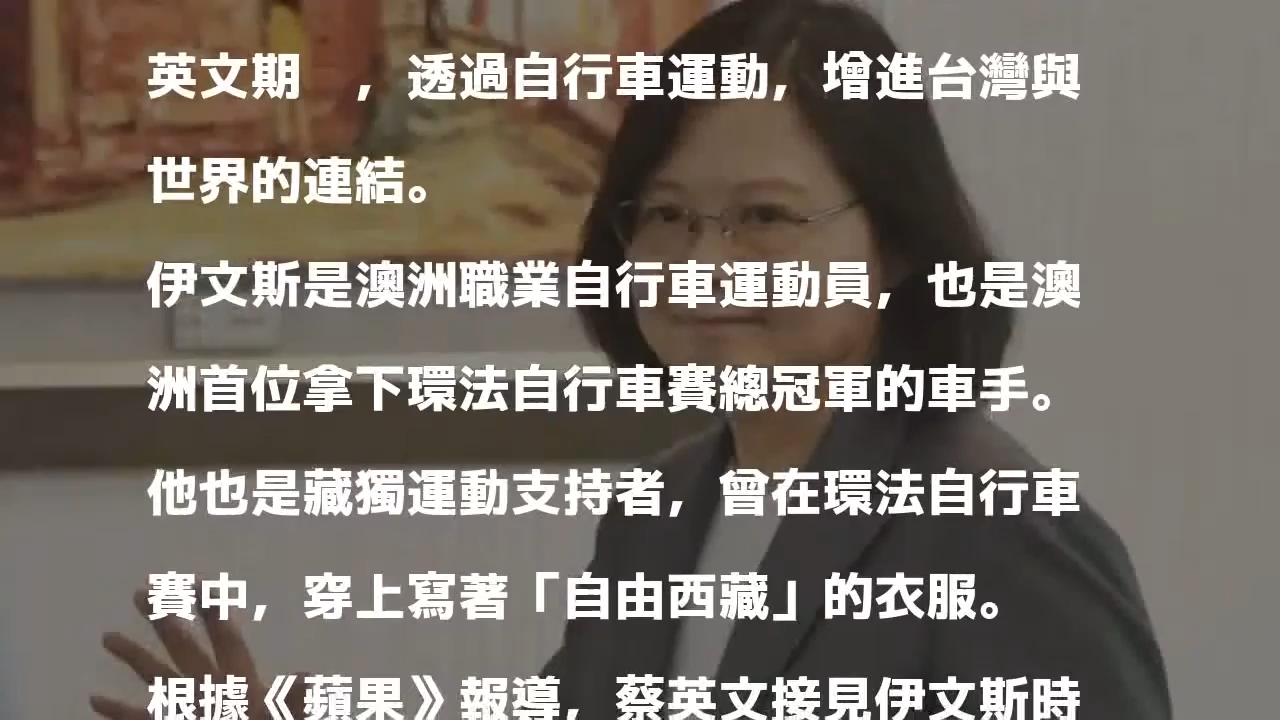 英文期　，透過自行車運動，增進台灣與
世界的連結。
伊文斯是澳洲職業自行車運動員，也是澳
洲首位拿下環法自行車賽總冠軍的車手。
他也是藏獨運動支持者，曾在環法自行車
賽中，穿上寫著「自由西藏」的衣服。
根據《蘋果》報導，蔡英文接見伊文斯時